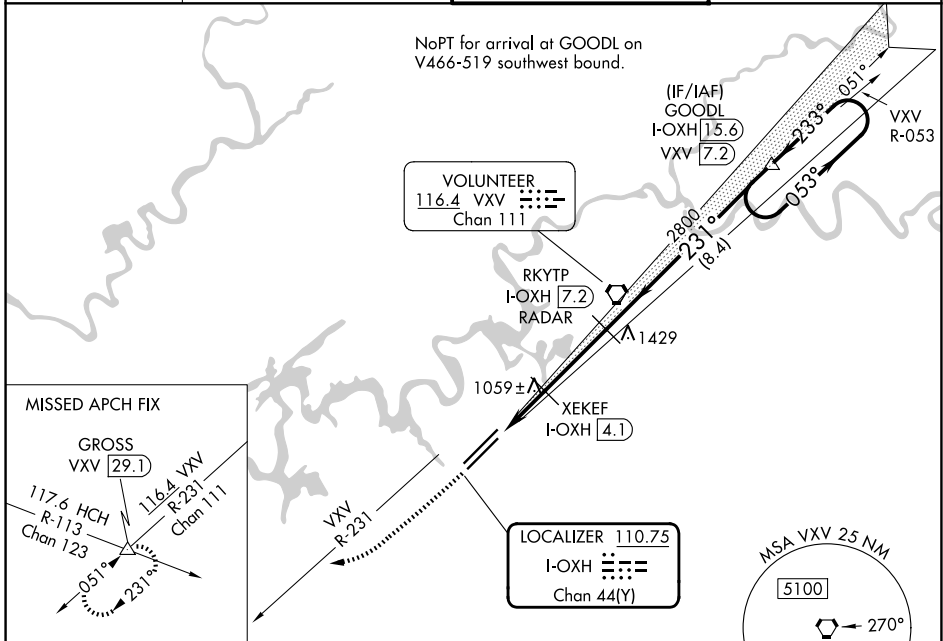 NoPT for arrival at GOODL on
V466-519 southwest bound.
(IF/IAF)
GOODL
I-OXH 15.6
VXV 7.2
233°
051°
VXV
R-053
053°
VOLUNTEER
116.4 VXV
Chan 111
2800
231°
(8.4)
RKYTP
I-OXH 7.2
RADAR
1429
1059±
XEKEF
I-OXH 4.1
MISSED APCH FIX
GROSS
VXV 29.1
117.6 HCH
R-113
Chan 123
116.4 VXV
R-231
Chan 111
051°
231°
VXV
R-231
LOCALIZER 110.75
I-OXH
Chan 44(Y)
MSA VXV 25 NM
5100
270°